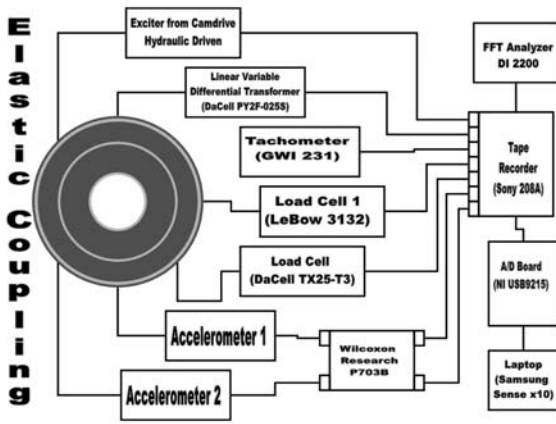 Elastic Coupling
Exciter from Camdrive
Hydraulic Driven
Linear Variable
Differential Transformer
(DaCell PY2F-025S)
Tachometer
(GWI 231)
Load Cell 1
(LeBow 3132)
Load Cell
(DaCell TX25-T3)
Accelerometer 1
Accelerometer 2
Wilcoxon
Research
P703B
FFT Analyzer
DI 2200
Tape
Recorder
(Sony 208A)
A/D Board
(NI USB9215)
Laptop
(Samsung
Sense x10)